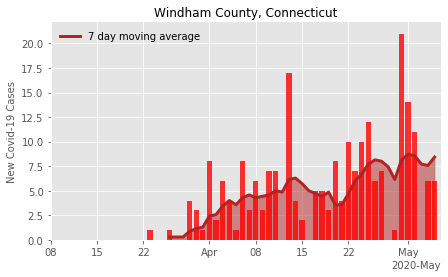 Windham County, Connecticut
7 day moving average
New Covid-19 Cases
20.0
17.5
15.0
12.5
10.0
7.5
5.0
2.5
0.0
08 15 22 Apr 08 15 22 May
2020-May